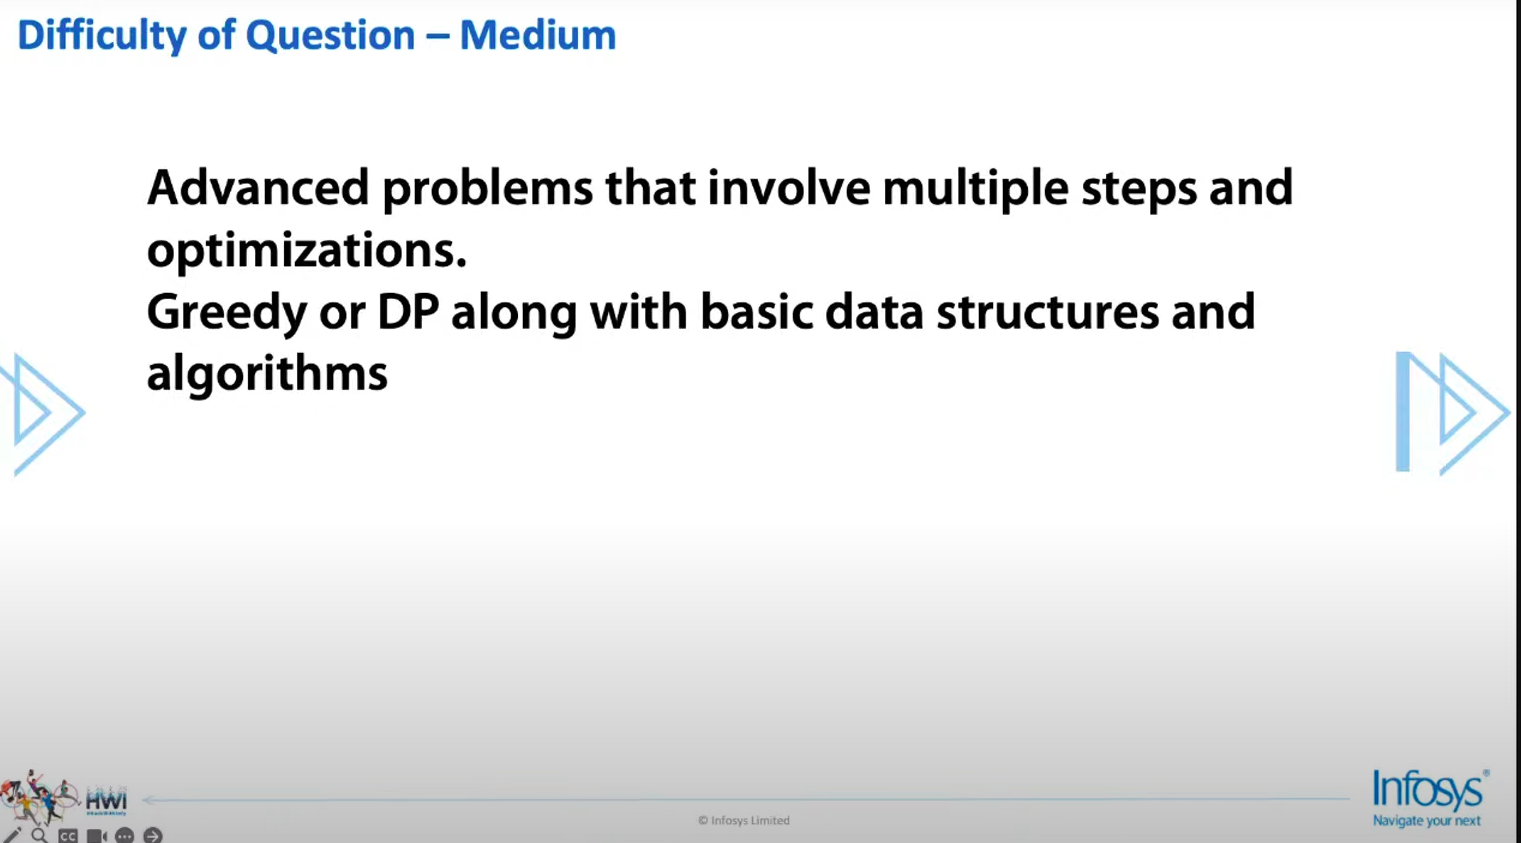 Difficulty of Question – Medium
Advanced problems that involve multiple steps and
optimizations.
Greedy or DP along with basic data structures and
algorithms
HWI
© Infosys Limited
Infosys®
Navigate your next
CC